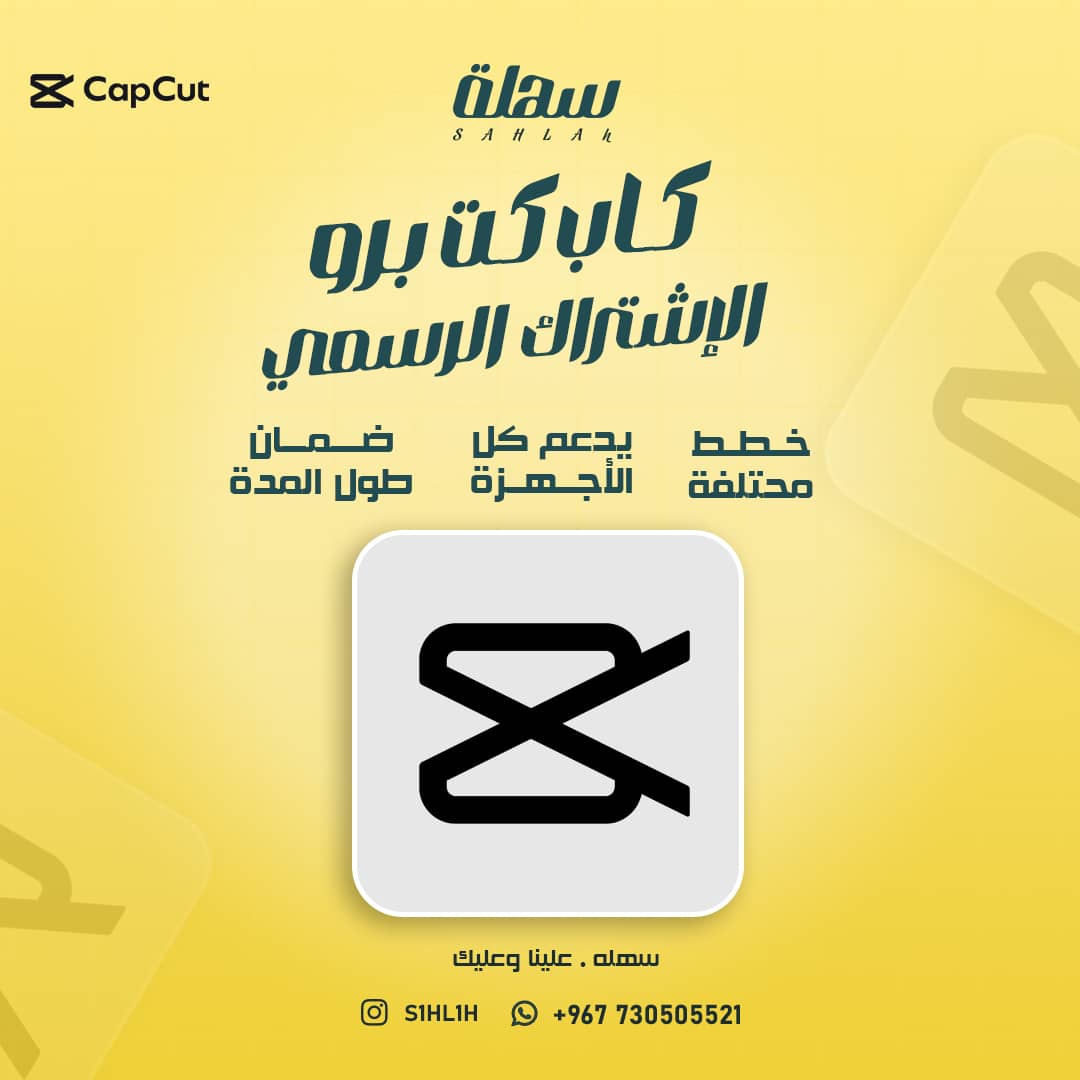 CapCut
سهلة
SAHLAh
كاب كت برو
الإشتراك الرسمي
خطط
محتلفة
يدعم كل
الأجهزة
ضمان
طول المدة
سهله . علينا وعليك
S1HL1H
+967 730505521